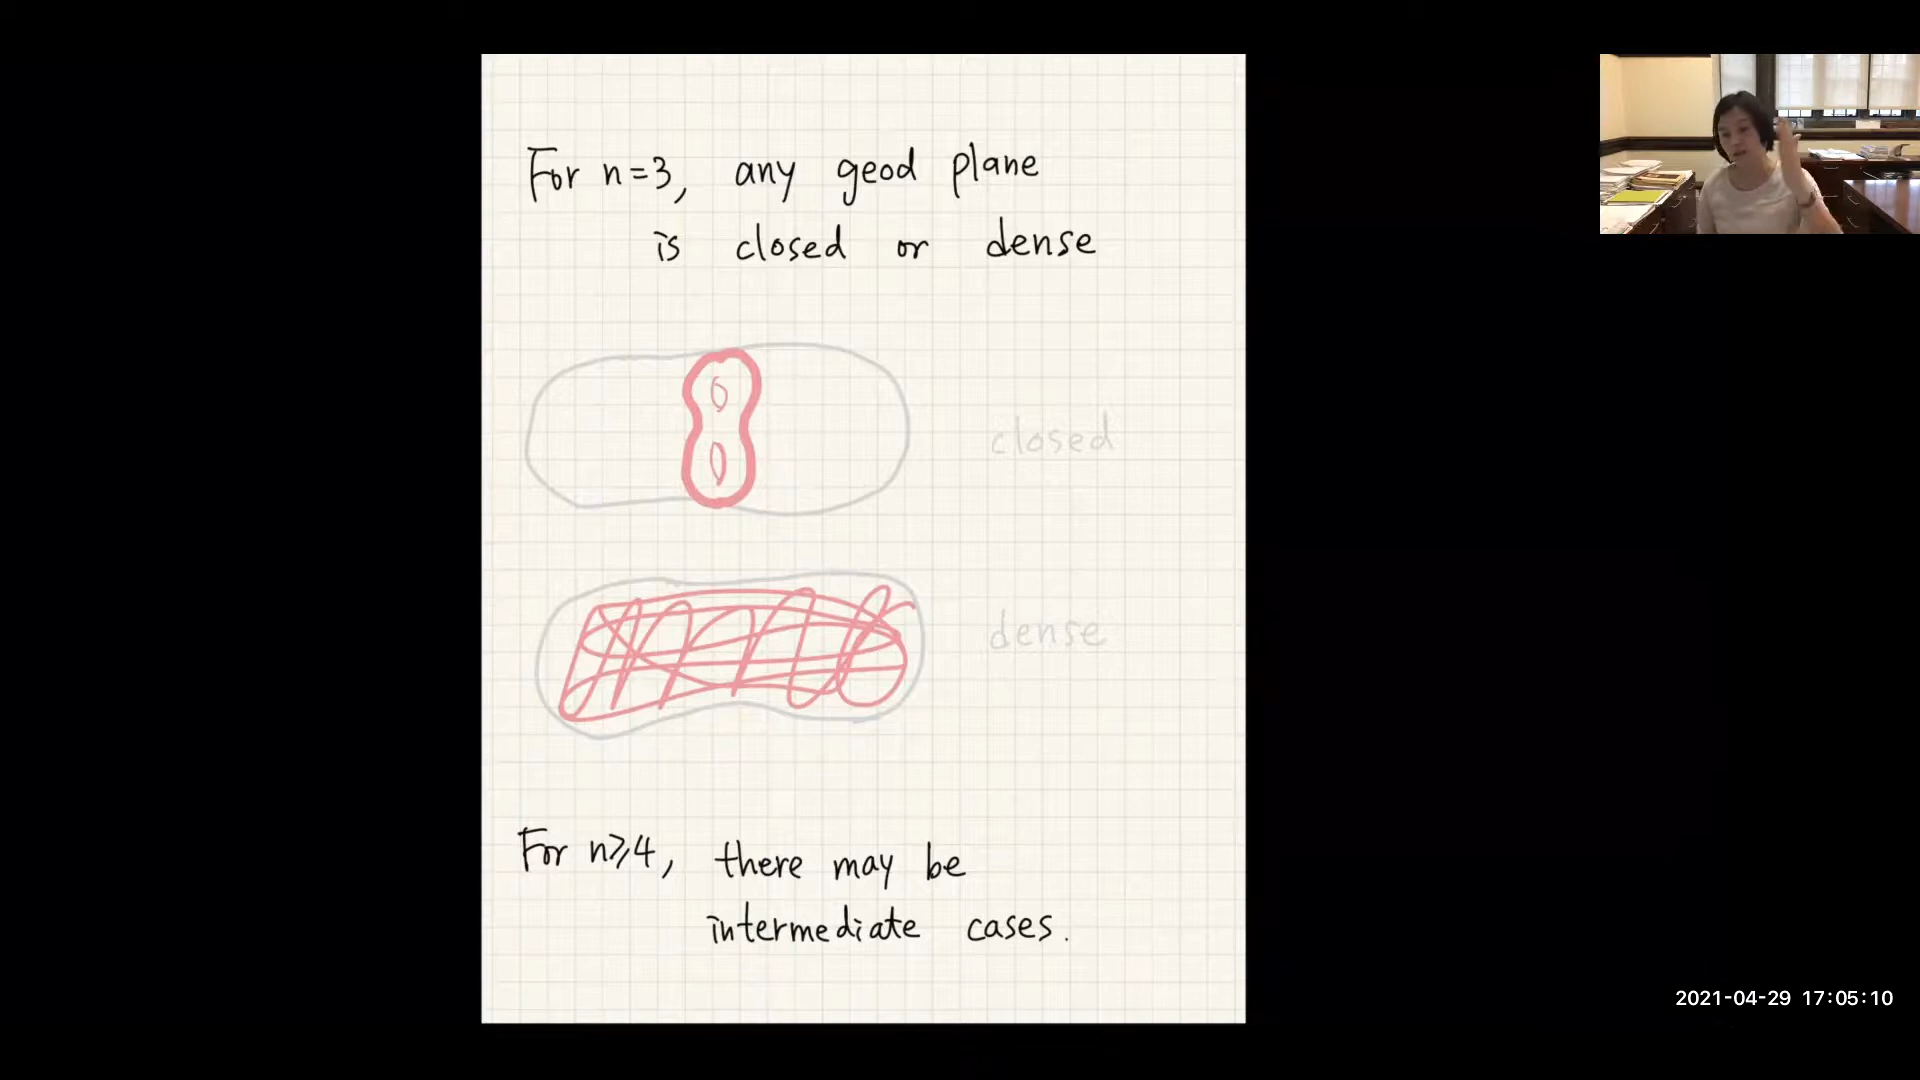 For n=3, any geod plane
is closed or dense
closed
dense
For n⩾4, there may be
intermediate cases.
2021-04-29 17:05:10